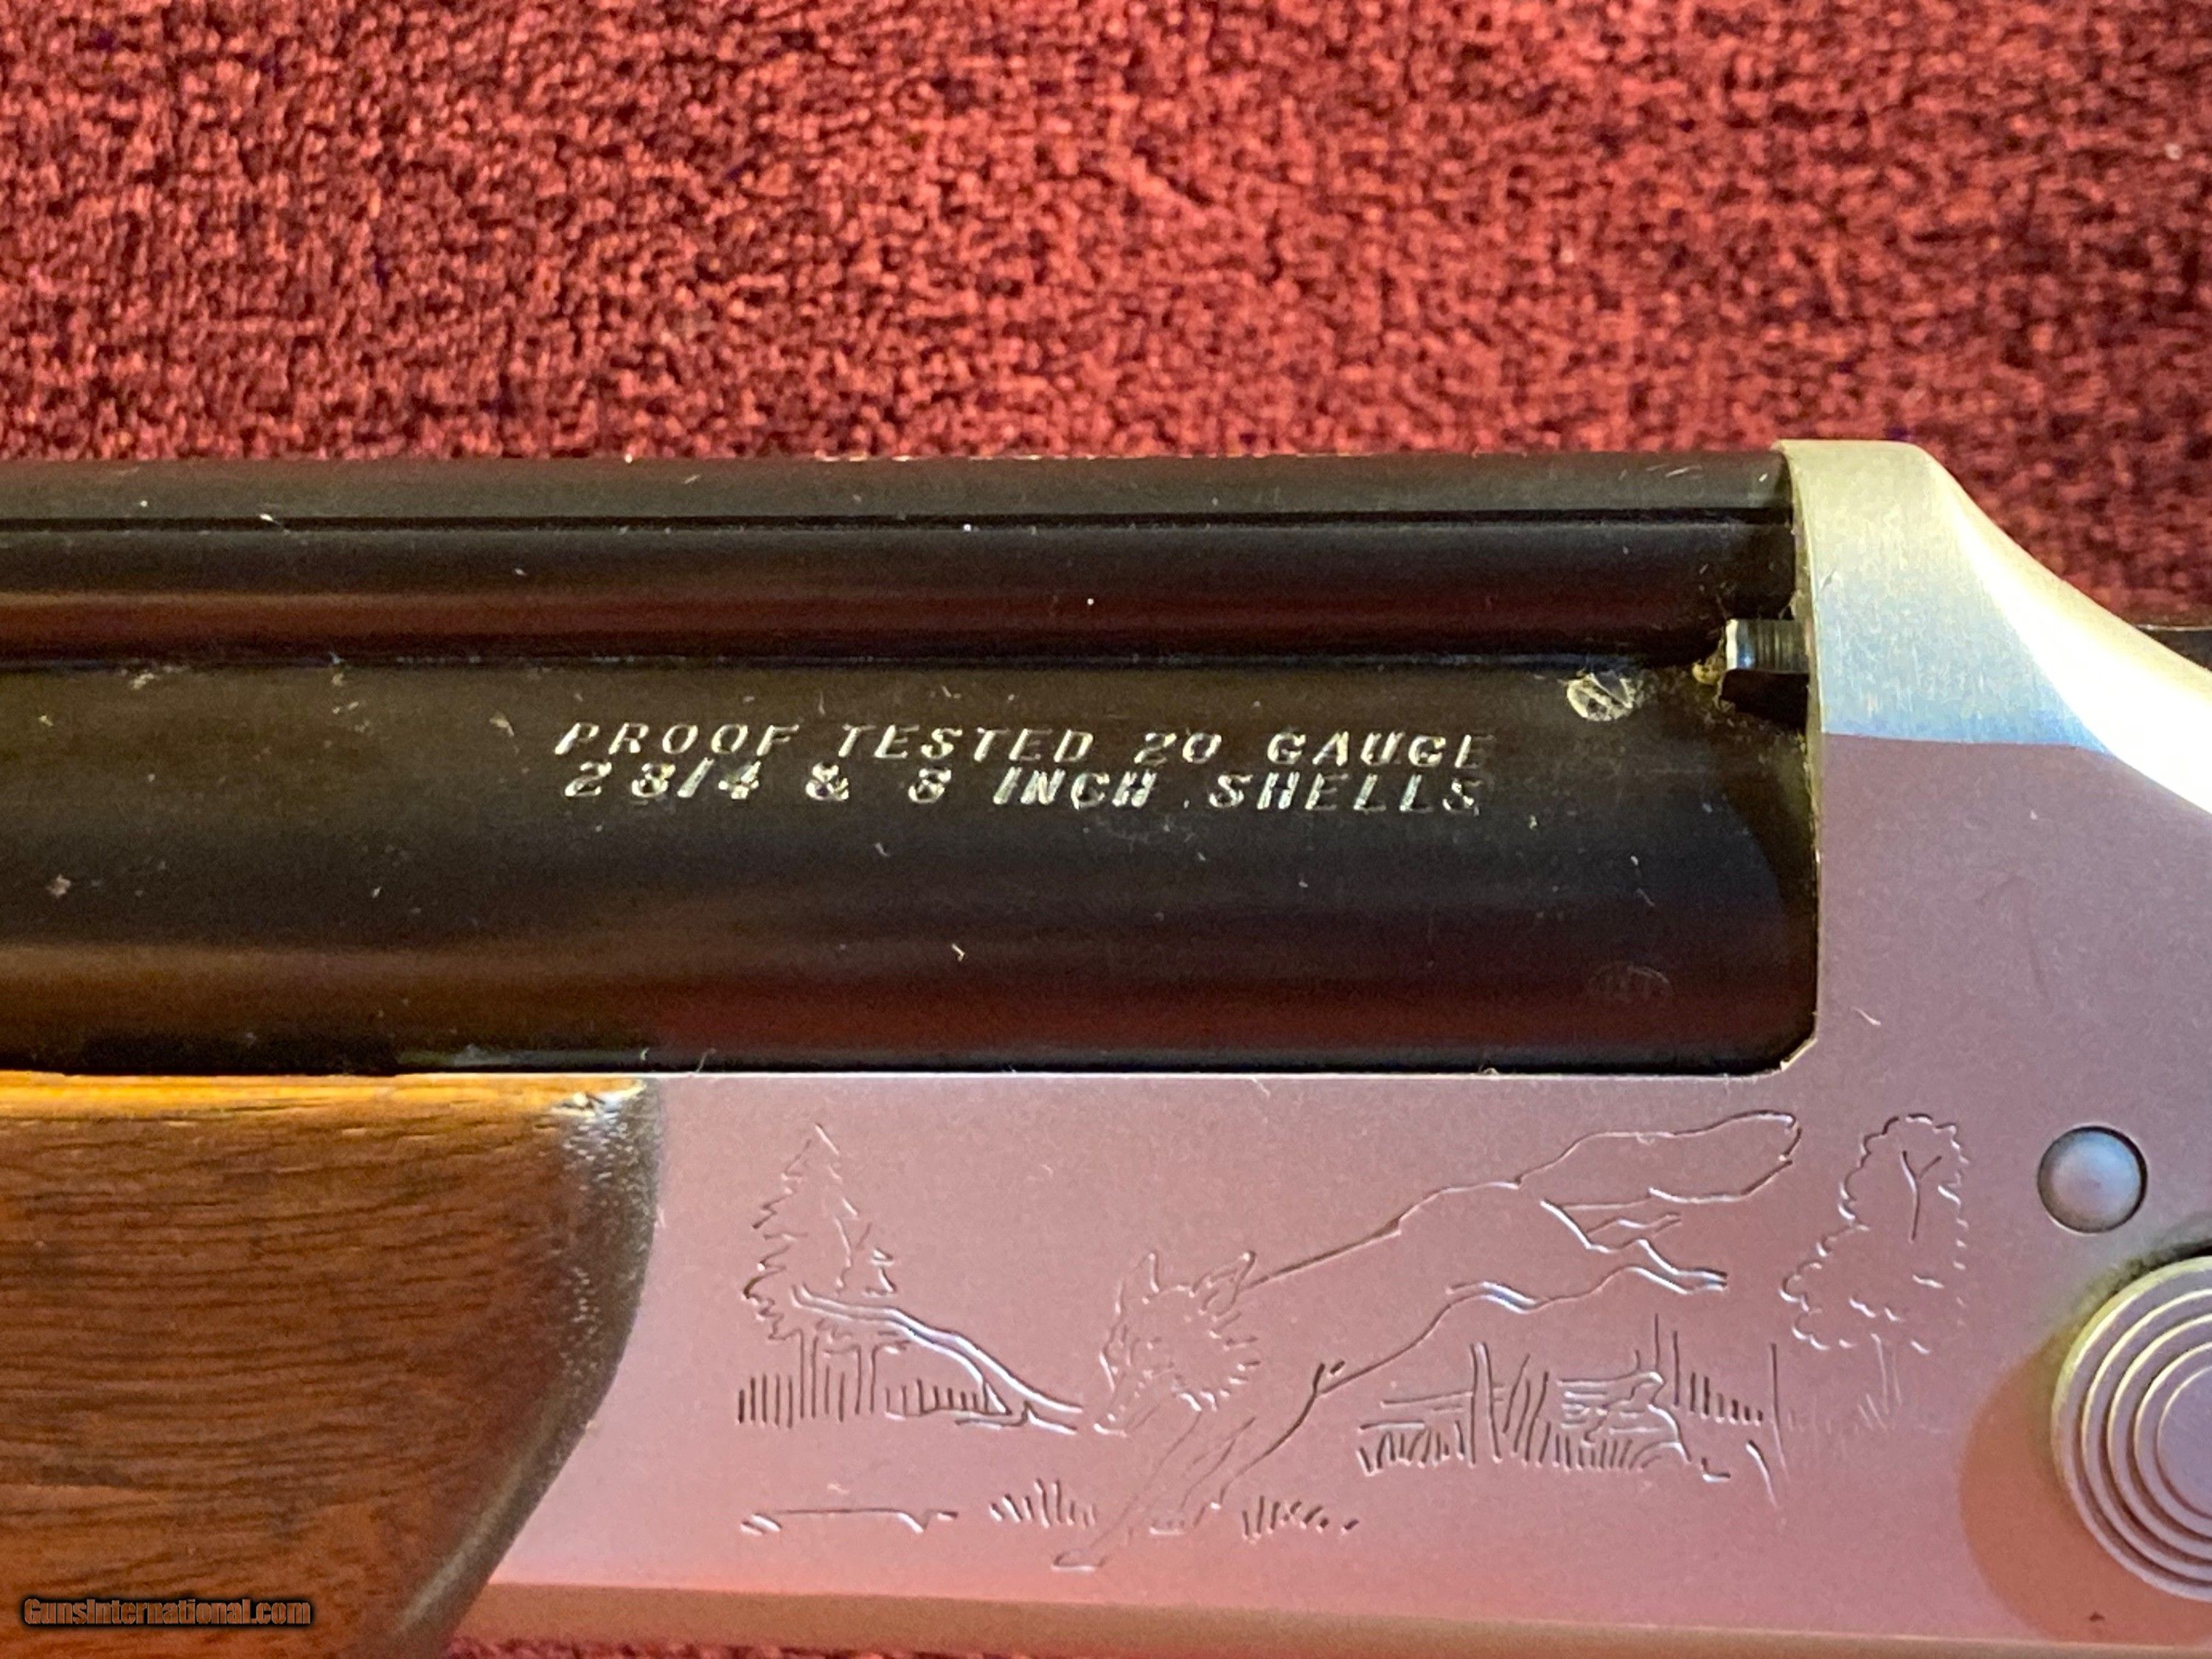 PROOF TESTED 20 GAUGE
2 3/4 & 3 INCH SHELLS
GunsInternational.com